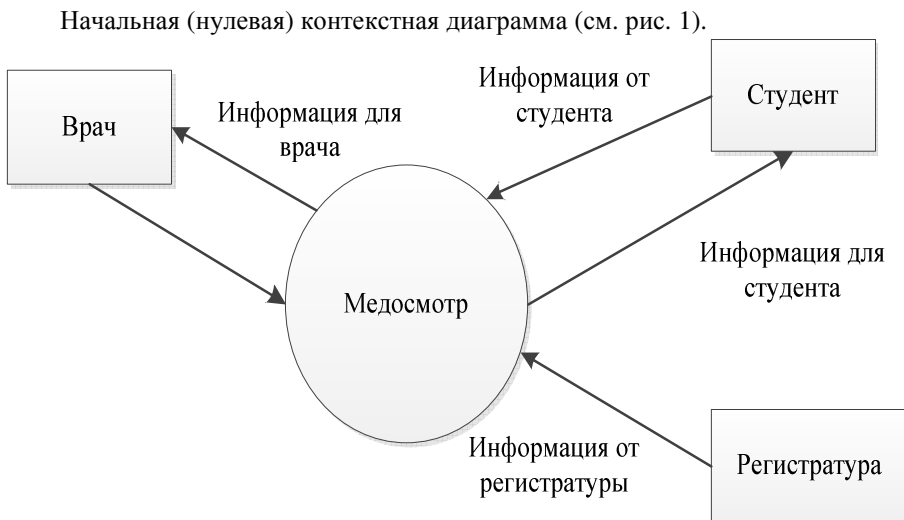 Начальная (нулевая) контекстная диаграмма (см. рис. 1).
Врач
Информация для
врача
Информация от
студента
Студент
Медосмотр
Информация для
студента
Информация от
регистратуры
Регистратура